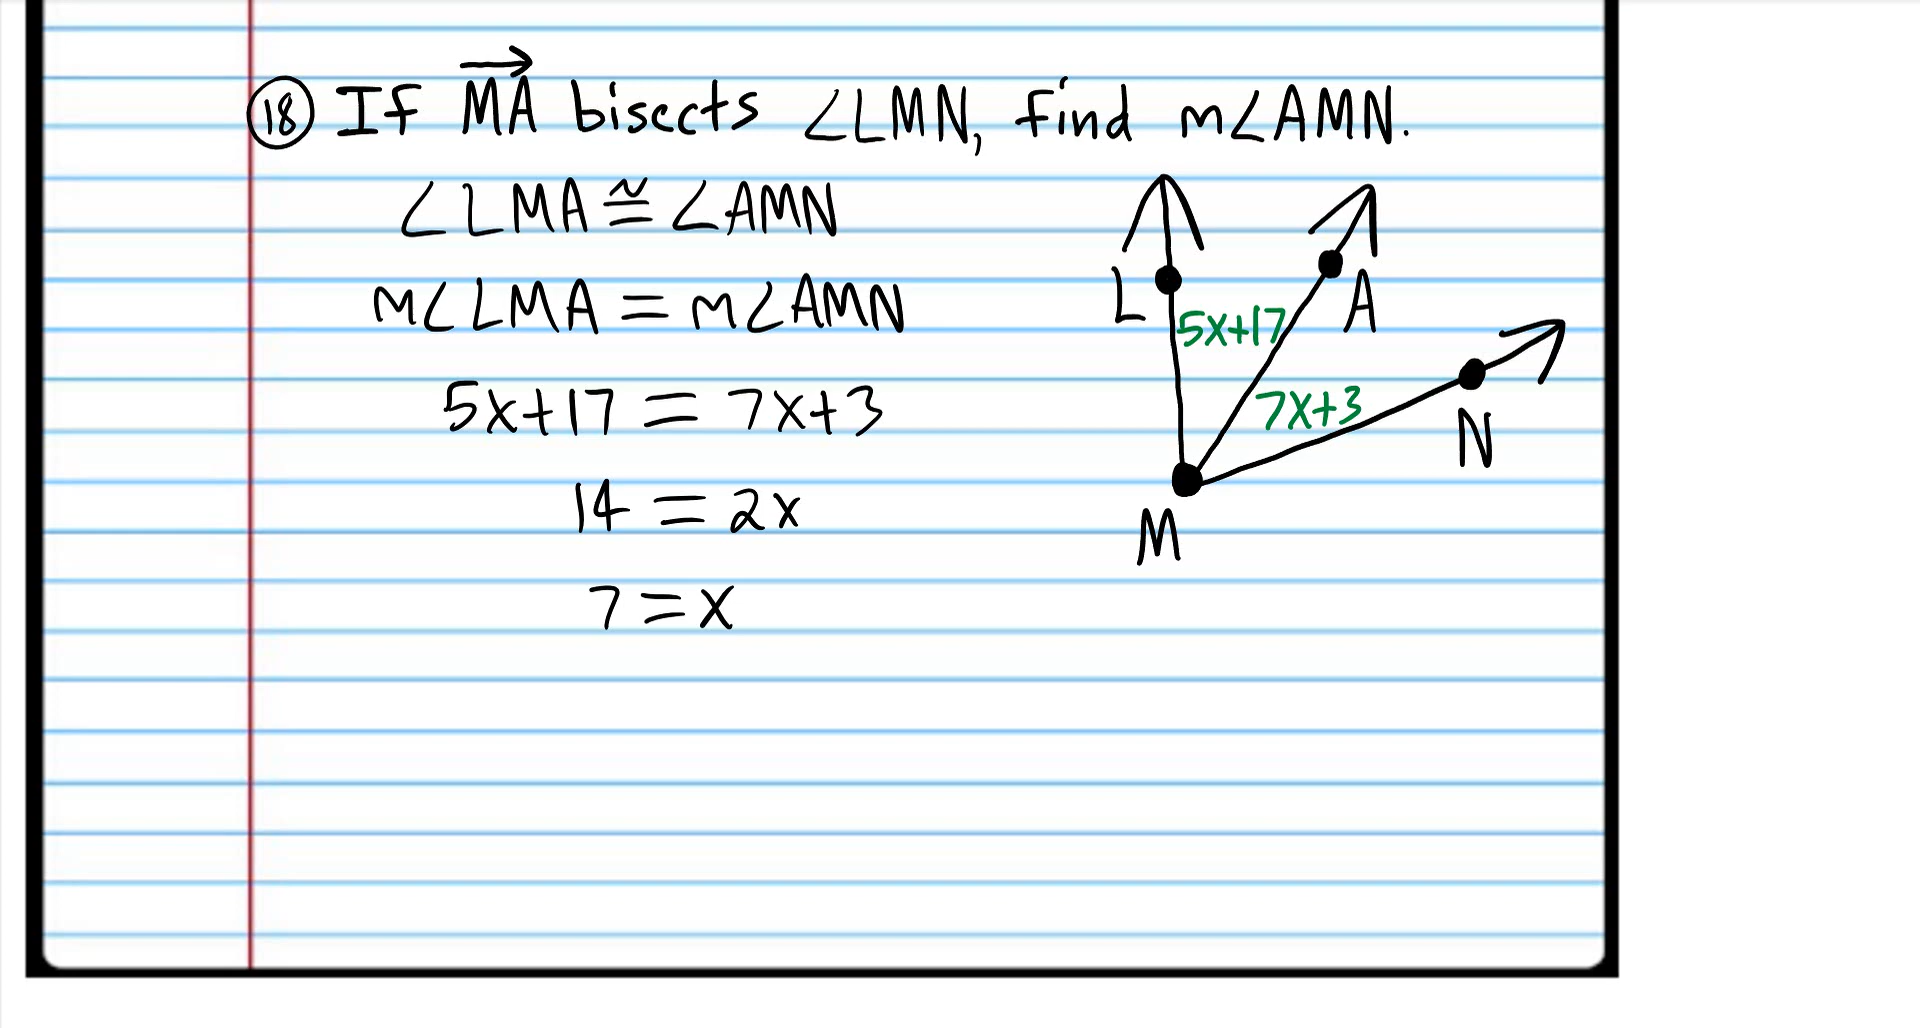 18 If MA bisects ∠LMN, find m∠AMN.
∠LMA ≅ ∠AMN
m∠LMA = m∠AMN
5x+17 = 7x+3
14 = 2x
7 = x
L
A
5x+17
7x+3
N
M